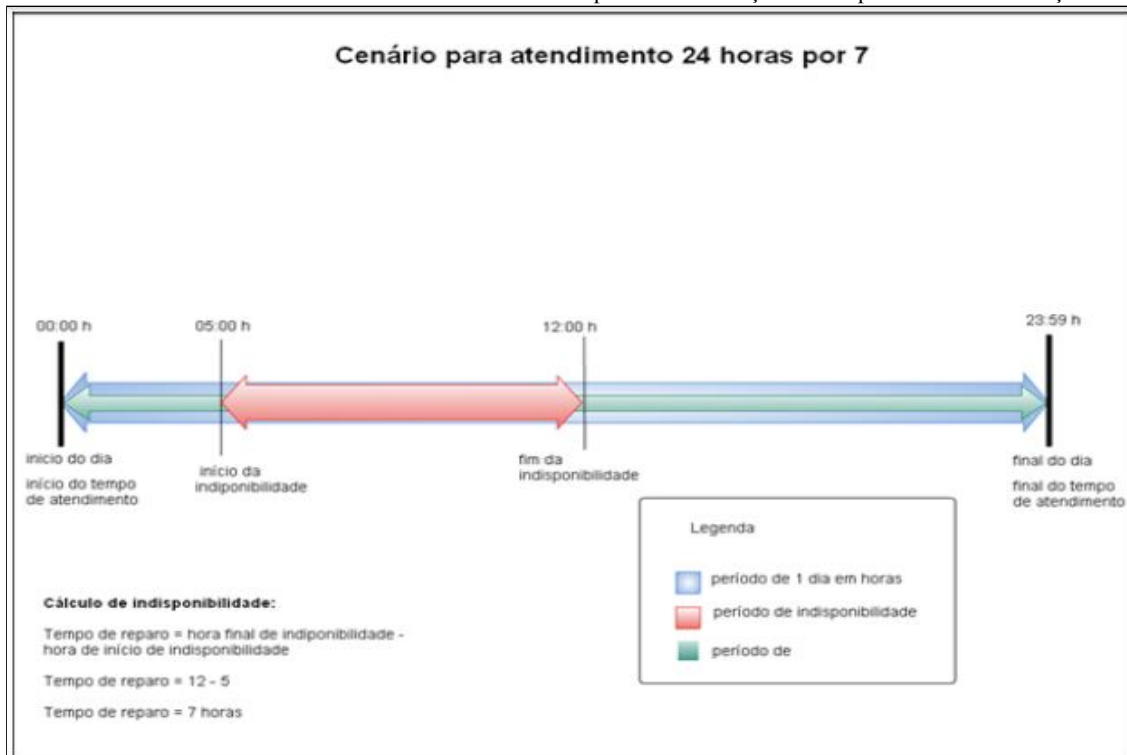 Cenário para atendimento 24 horas por 7
00:00 h
05:00 h
12:00 h
23:59 h
inicio do dia
início do tempo
de atendimento
início da
indiponibilidade
fim da
indisponibilidade
final do dia
final do tempo
de atendimento
Legenda
período de 1 dia em horas
período de indisponibilidade
período de
Cálculo de indisponibilidade:
Tempo de reparo = hora final de indiponibilidade -
hora de início de indisponibilidade
Tempo de reparo = 12 - 5
Tempo de reparo = 7 horas